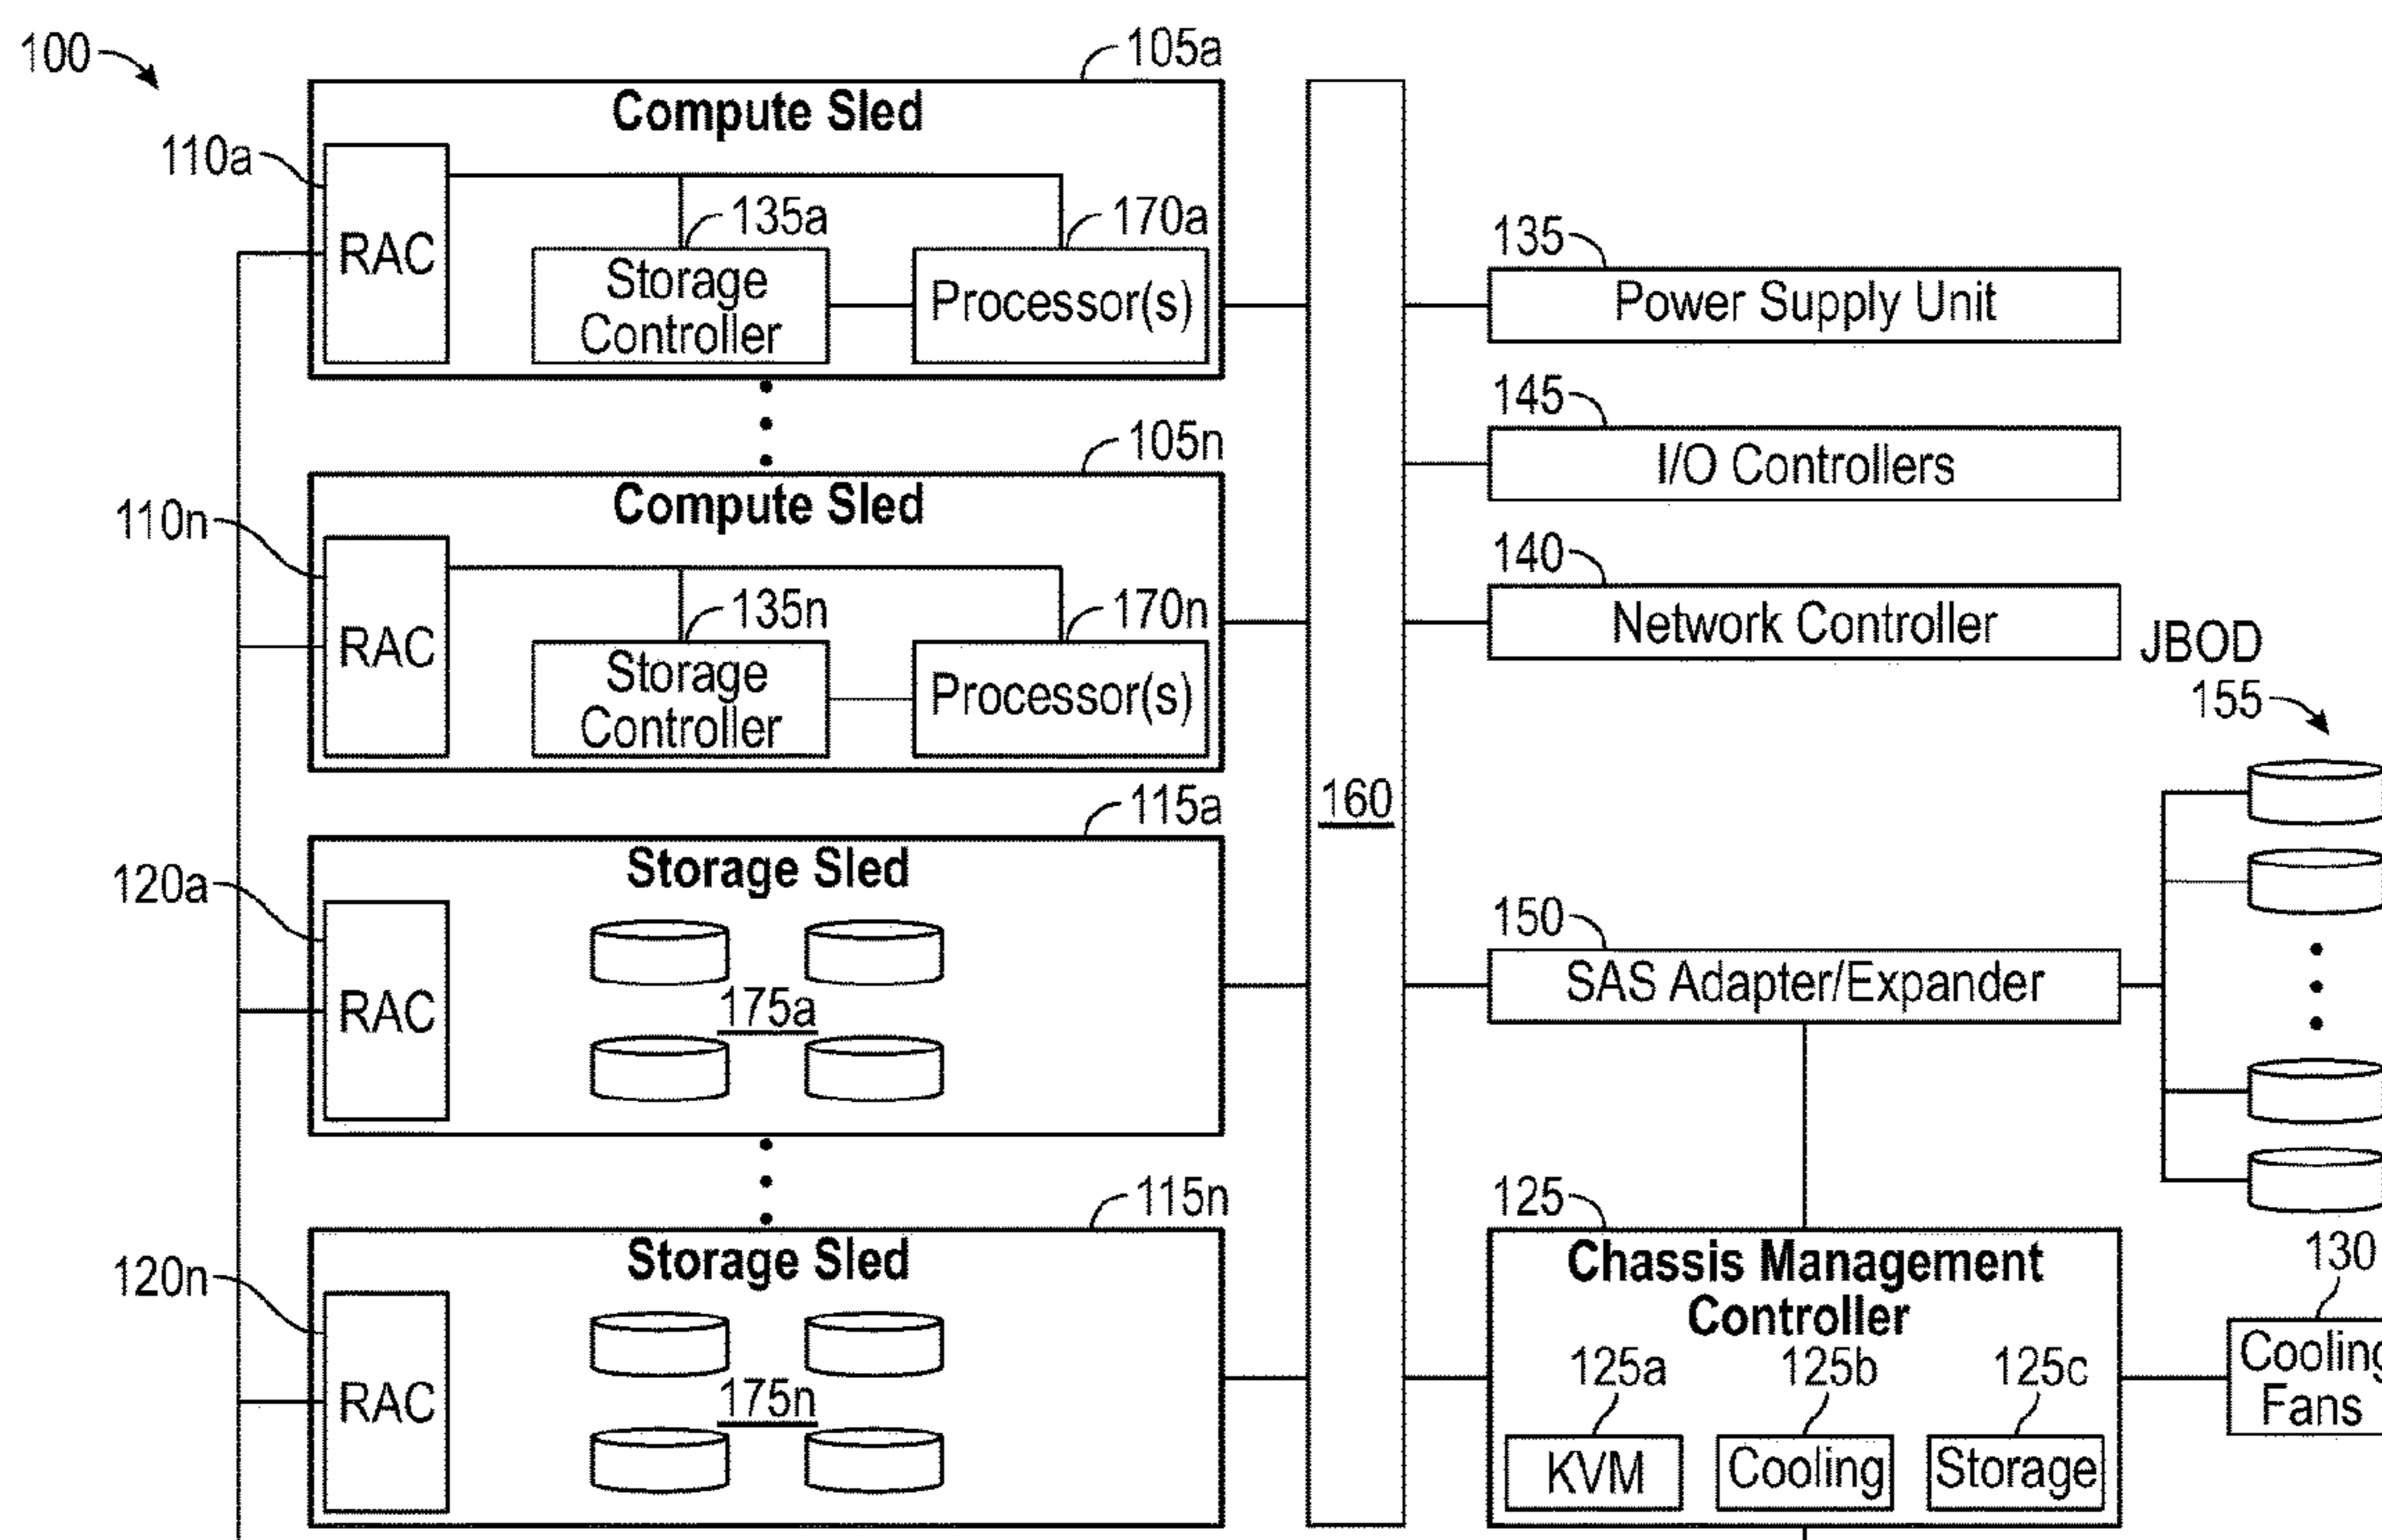 100
105a
Compute Sled
110a
RAC
135a
Storage
Controller
170a
Processor(s)
105n
Compute Sled
110n
RAC
135n
Storage
Controller
170n
Processor(s)
115a
Storage Sled
120a
RAC
175a
115n
Storage Sled
120n
RAC
175n
160
135
Power Supply Unit
145
I/O Controllers
140
Network Controller
JBOD
155
150
SAS Adapter/Expander
125
Chassis Management
Controller
125a
KVM
125b
Cooling
125c
Storage
130
Cooling
Fans